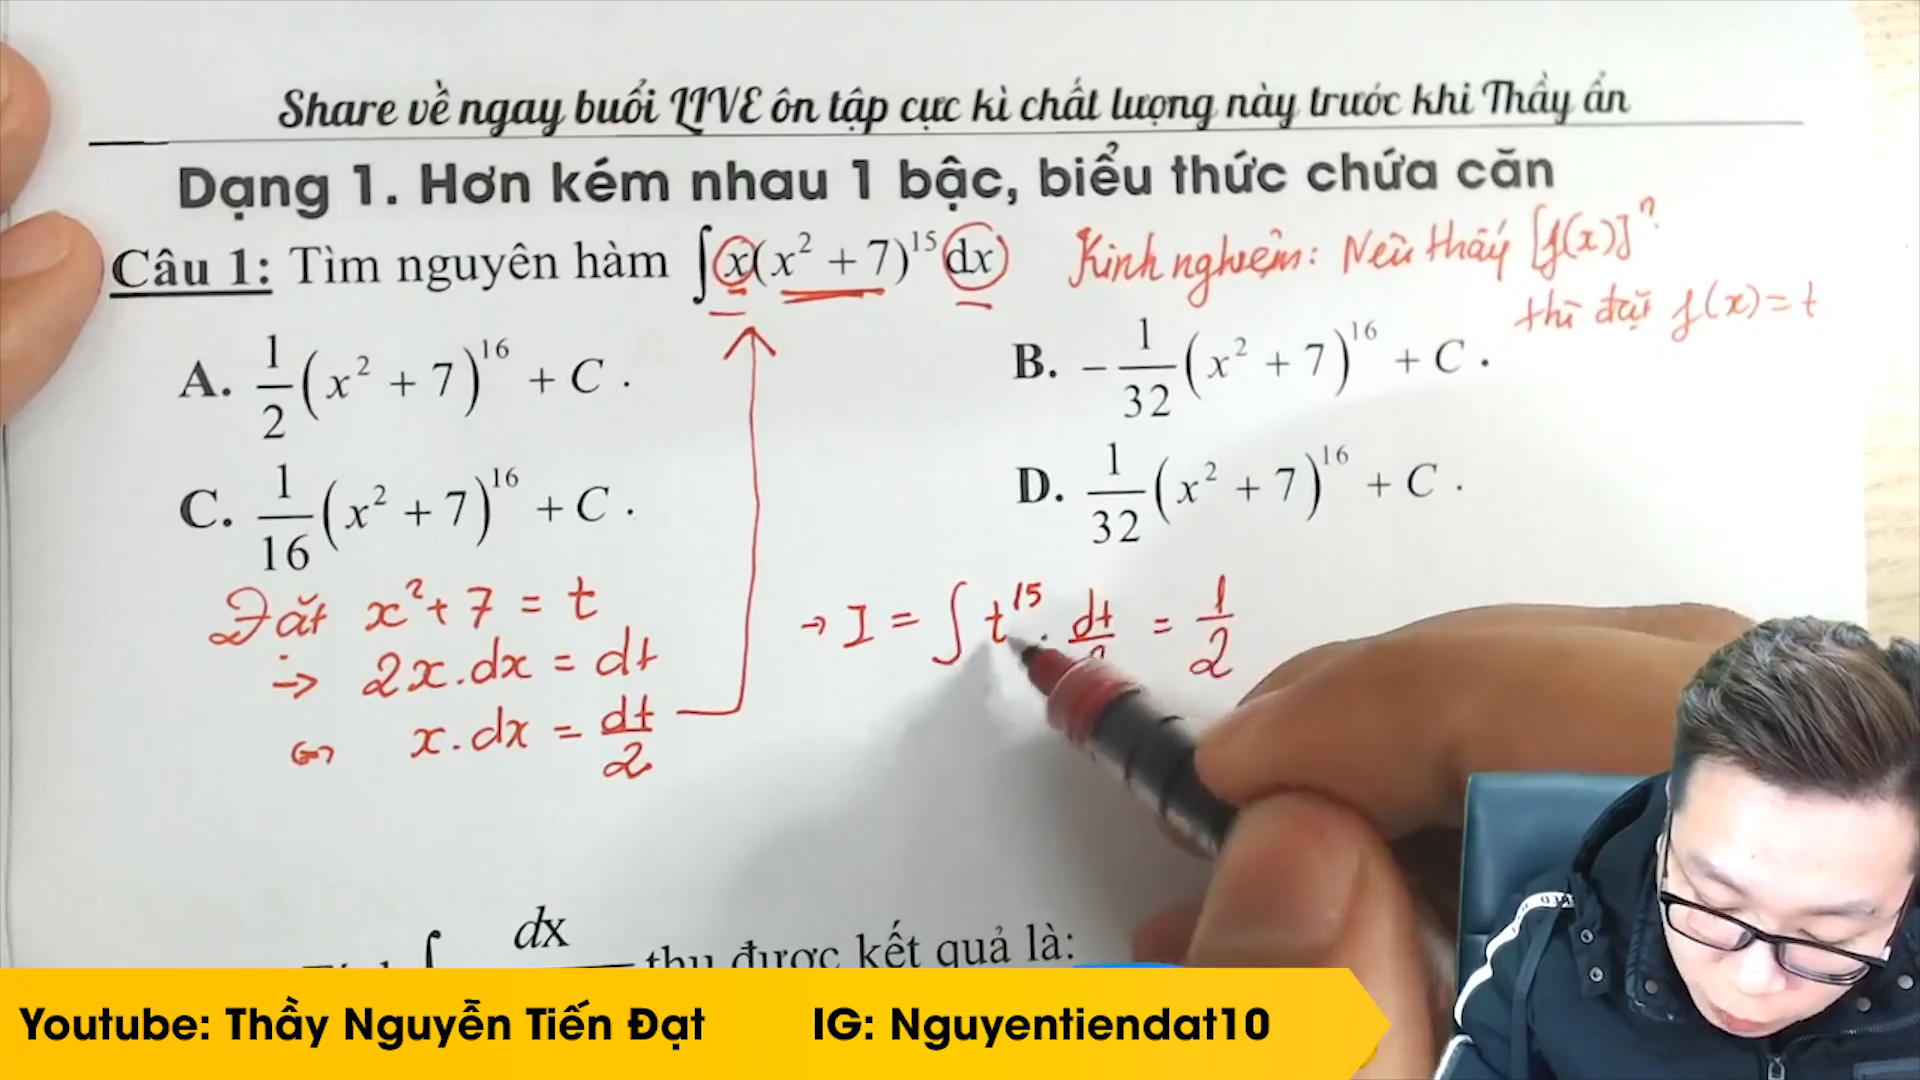 Share về ngay buổi LIVE ôn tập cực kì chất lượng này trước khi Thầy ẩn
Dạng 1. Hơn kém nhau 1 bậc, biểu thức chứa căn
Câu 1: Tìm nguyên hàm ∫x(x² + 7)¹⁵dx
Kinh nghiệm: Nếu thấy [f(x)]ⁿ
thì đặt f(x) = t
A. 1/2 (x² + 7)¹⁶ + C.
B. -1/32 (x² + 7)¹⁶ + C.
C. 1/16 (x² + 7)¹⁶ + C.
D. 1/32 (x² + 7)¹⁶ + C.
Đặt x² + 7 = t
→ 2x.dx = dt
⇔ x.dx = dt/2
→ I = ∫ t¹⁵ . dt/2 = 1/2
∫ dx thu được kết quả là:
Youtube: Thầy Nguyễn Tiến Đạt
IG: Nguyentiendat10